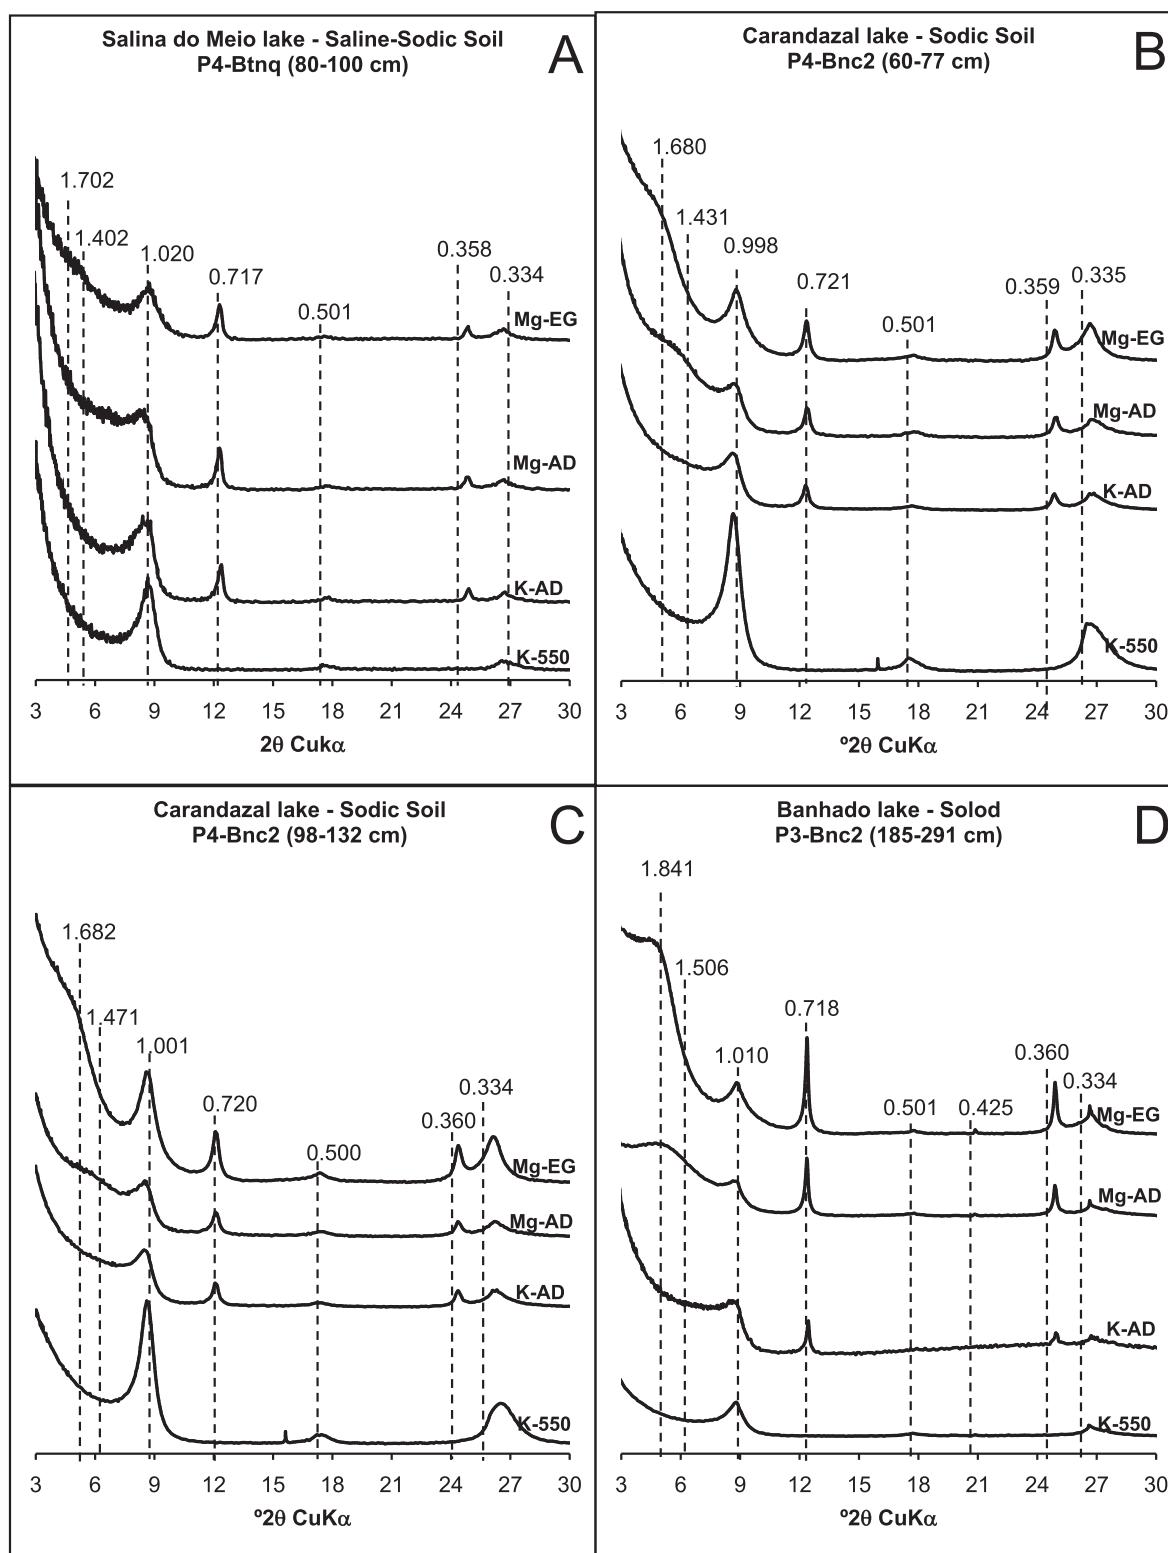 Salina do Meio lake - Saline-Sodic Soil
P4-Btnq (80-100 cm)
A
1.702
1.402
1.020
0.717
0.501
0.358
0.334
Mg-EG
Mg-AD
K-AD
K-550
3 6 9 12 15 18 21 24 27 30
2θ Cukα
Carandazal lake - Sodic Soil
P4-Bnc2 (60-77 cm)
B
1.680
1.431
0.998
0.721
0.501
0.359
0.335
Mg-EG
Mg-AD
K-AD
K-550
3 6 9 12 15 18 21 24 27 30
º2θ CuKα
Carandazal lake - Sodic Soil
P4-Bnc2 (98-132 cm)
C
1.682
1.471
1.001
0.720
0.500
0.360
0.334
Mg-EG
Mg-AD
K-AD
K-550
3 6 9 12 15 18 21 24 27 30
º2θ CuKα
Banhado lake - Solod
P3-Bnc2 (185-291 cm)
D
1.841
1.506
1.010
0.718
0.501
0.425
0.360
0.334
Mg-EG
Mg-AD
K-AD
K-550
3 6 9 12 15 18 21 24 27 30
º2θ CuKα